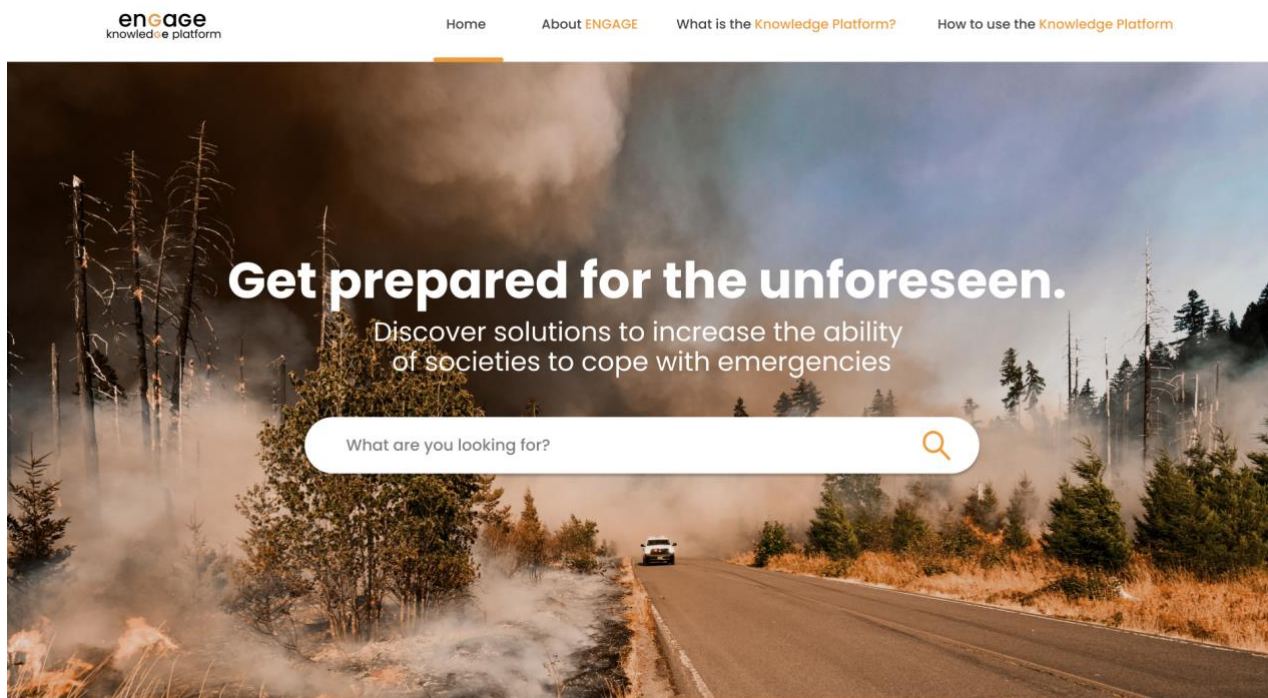 enGaGe
knowledGe platform
Home
About ENGAGE
What is the Knowledge Platform?
How to use the Knowledge Platform
Get prepared for the unforeseen.
Discover solutions to increase the ability
of societies to cope with emergencies
What are you looking for?